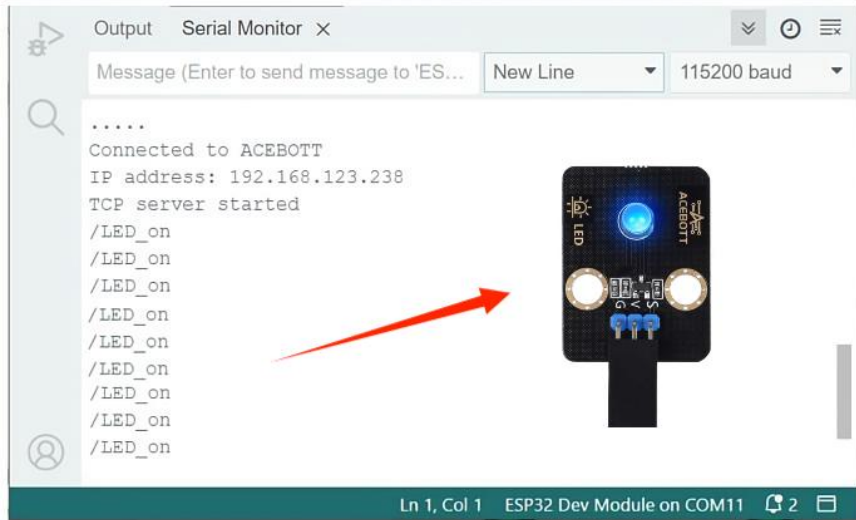 Output Serial Monitor
Message (Enter to send message to 'ES... New Line 115200 baud
.....
Connected to ACEBOTT
IP address: 192.168.123.238
TCP server started
/LED_on
/LED_on
/LED_on
/LED_on
/LED_on
/LED_on
/LED_on
/LED_on
/LED_on
LED
ACEBOTT
G V S
Ln 1, Col 1 ESP32 Dev Module on COM11 2